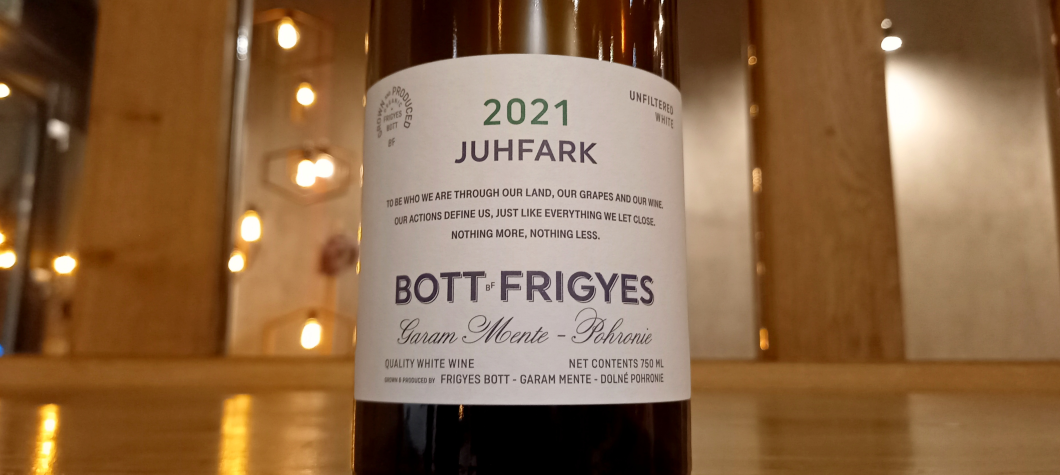 GROWN AND PRODUCED
ORGANIC
FRIGYES
BOTT
BF
2021
UNFILTERED
WHITE
JUHFARK
TO BE WHO WE ARE THROUGH OUR LAND, OUR GRAPES AND OUR WINE.
OUR ACTIONS DEFINE US, JUST LIKE EVERYTHING WE LET CLOSE.
NOTHING MORE, NOTHING LESS.
BOTT BF FRIGYES
Garam Mente - Pohronie
QUALITY WHITE WINE
NET CONTENTS 750 ML
GROWN & PRODUCED BY FRIGYES BOTT - GARAM MENTE - DOLNÉ POHRONIE